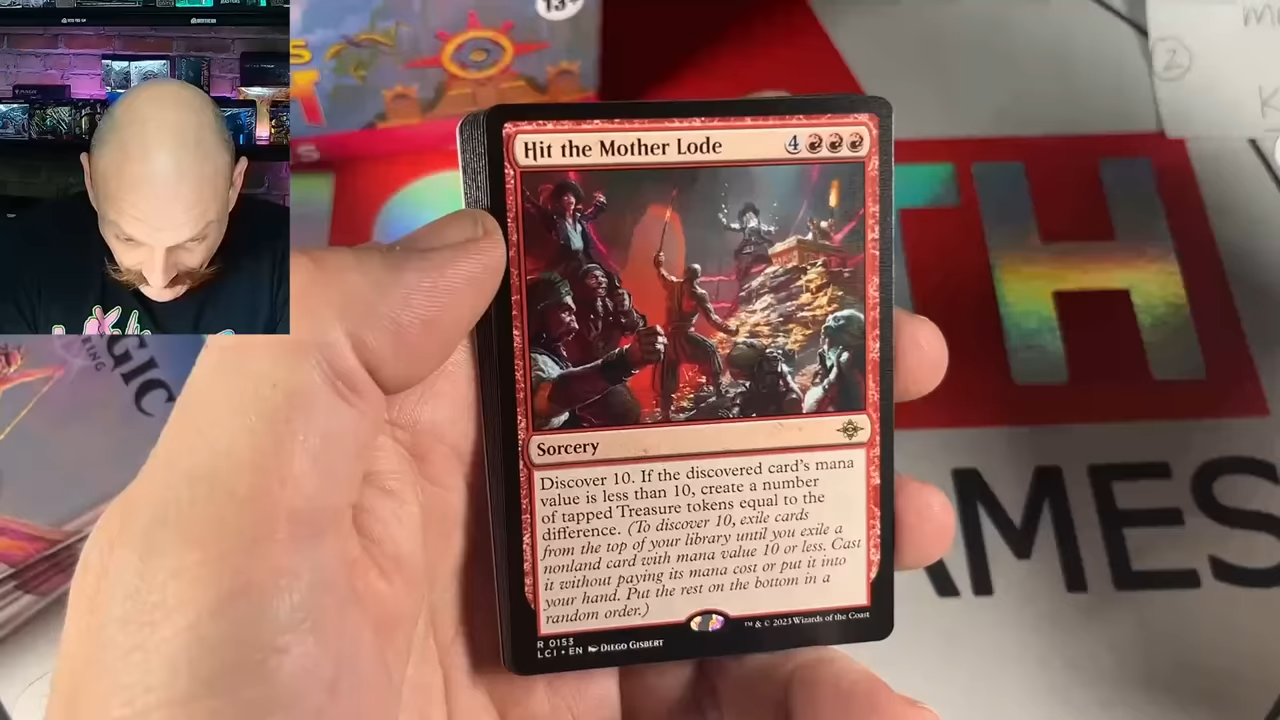 13+
Hit the Mother Lode 4
Sorcery
Discover 10. If the discovered card's mana
value is less than 10, create a number
of tapped Treasure tokens equal to the
difference. (To discover 10, exile cards
from the top of your library until you exile a
nonland card with mana value 10 or less. Cast
it without paying its mana cost or put it into
your hand. Put the rest on the bottom in a
random order.)
R 0153
LCI • EN DIEGO GISBERT
™ & © 2023 Wizards of the Coast
MAGIC
TH
AMES
2
K